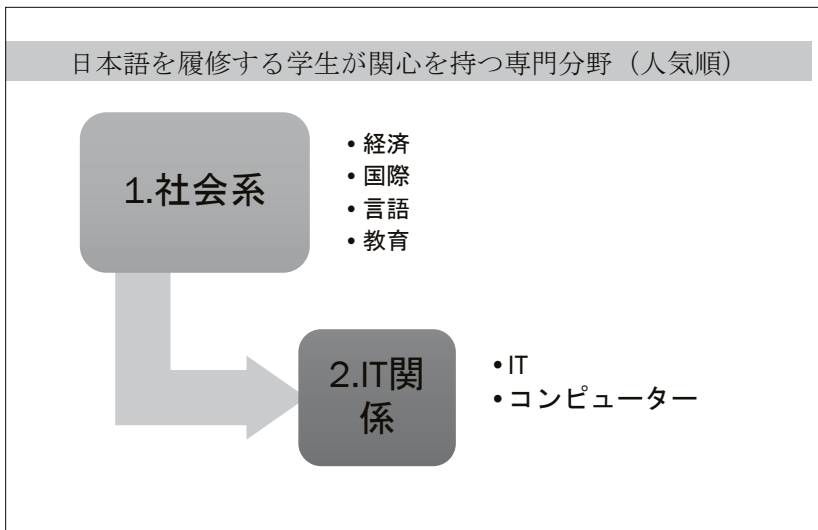 日本語を履修する学生が関心を持つ専門分野（人気順）
1.社会系
• 経済
• 国際
• 言語
• 教育
2.IT関
係
• IT
• コンピューター